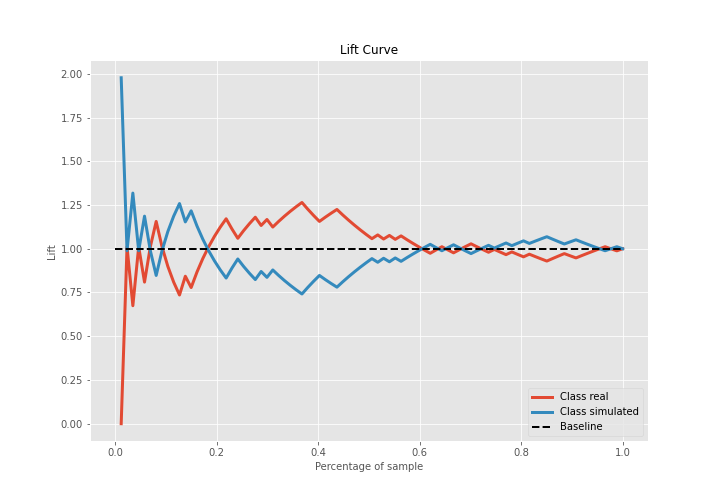 Lift Curve
Lift
2.00
1.75
1.50
1.25
1.00
0.75
0.50
0.25
0.00
0.0 0.2 0.4 0.6 0.8 1.0
Percentage of sample
Class real
Class simulated
Baseline